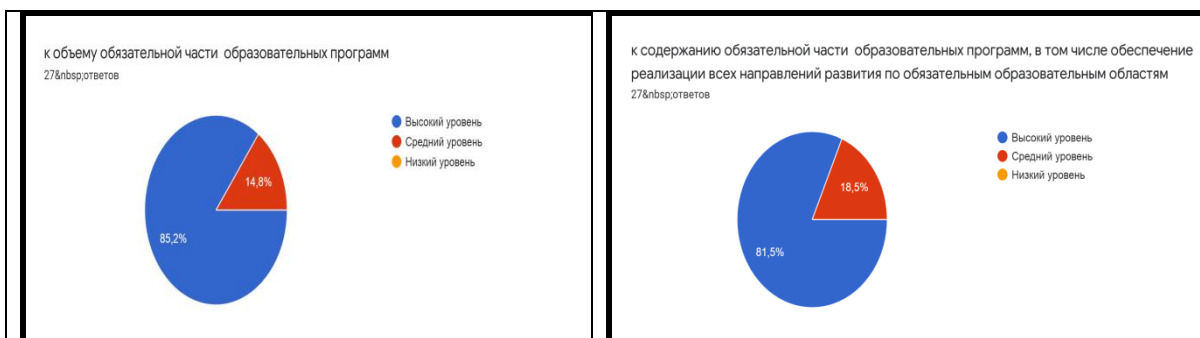 к объему обязательной части образовательных программ
27&nbsp;ответов
Высокий уровень
Средний уровень
Низкий уровень
14,8%
85,2%
к содержанию обязательной части образовательных программ, в том числе обеспечение
реализации всех направлений развития по обязательным образовательным областям
27&nbsp;ответов
Высокий уровень
Средний уровень
Низкий уровень
18,5%
81,5%